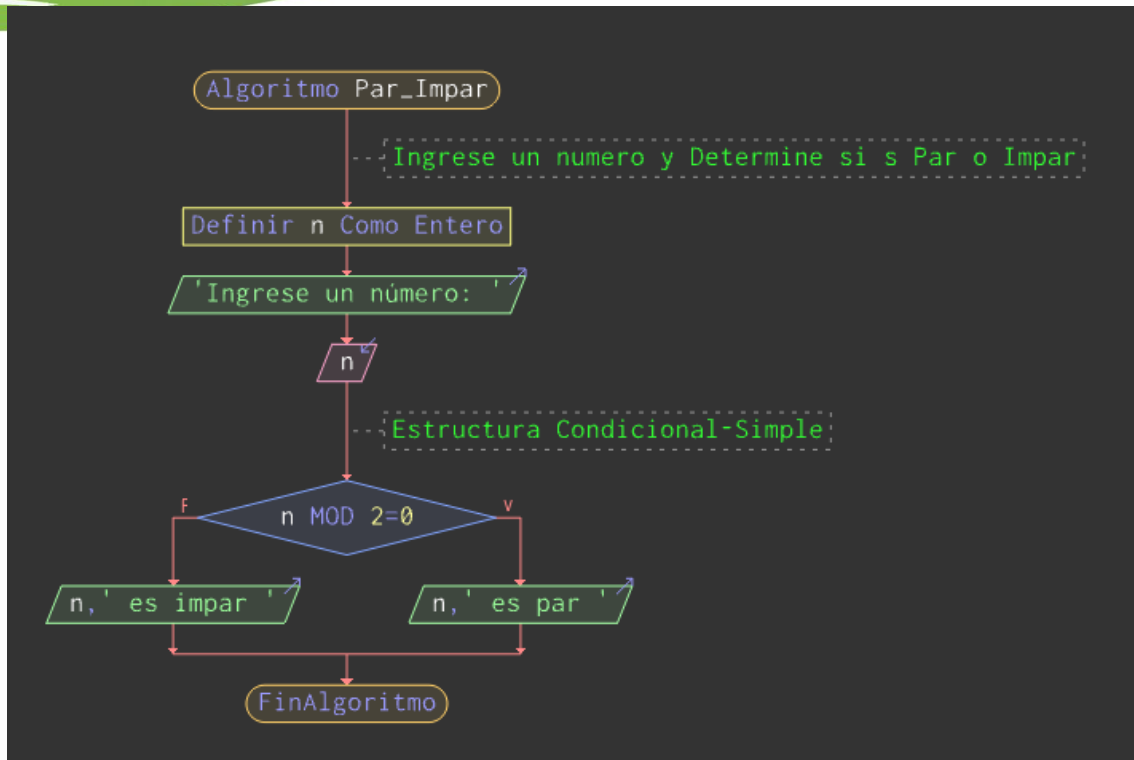 Algoritmo Par_Impar
Ingrese un numero y Determine si s Par o Impar
Definir n Como Entero
'Ingrese un número: '
n
Estructura Condicional-Simple
F
n MOD 2=0
V
n,' es impar '
n,' es par '
FinAlgoritmo